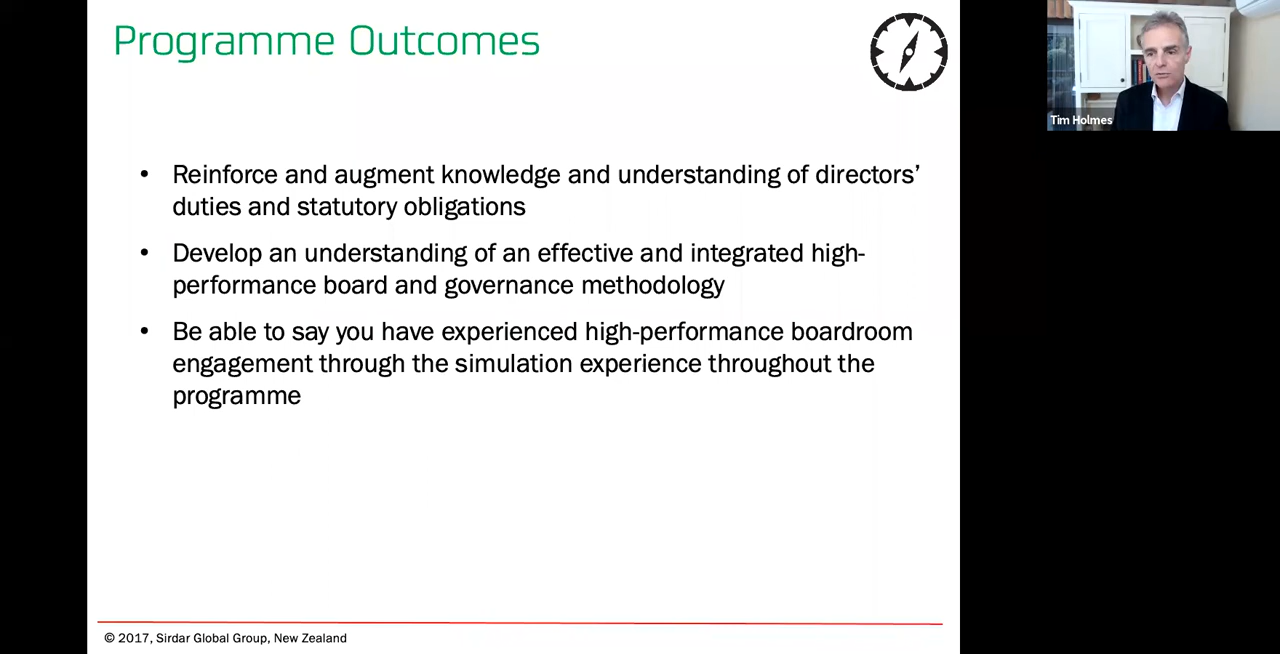 Programme Outcomes
Tim Holmes
• Reinforce and augment knowledge and understanding of directors’
duties and statutory obligations
• Develop an understanding of an effective and integrated high-
performance board and governance methodology
• Be able to say you have experienced high-performance boardroom
engagement through the simulation experience throughout the
programme
© 2017, Sirdar Global Group, New Zealand